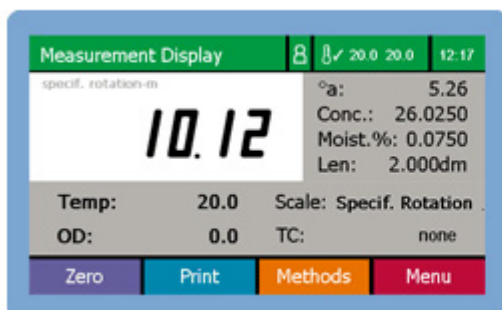 Measurement Display 8 ✓ 20.0 20.0 12:17
specif. rotation-m
10.12
°a: 5.26
Conc.: 26.0250
Moist.%: 0.0750
Len: 2.000dm
Temp: 20.0 Scale: Specif. Rotation
OD: 0.0 TC: none
Zero Print Methods Menu